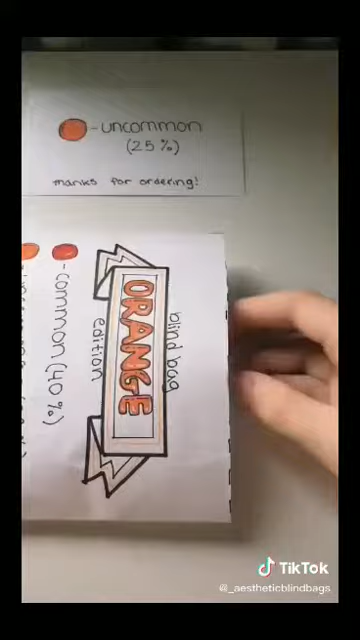 - uncommon
(25%)
thanks for ordering!
blind bag
ORANGE
edition
- common (40%)
TikTok
@_aestheticblindbags